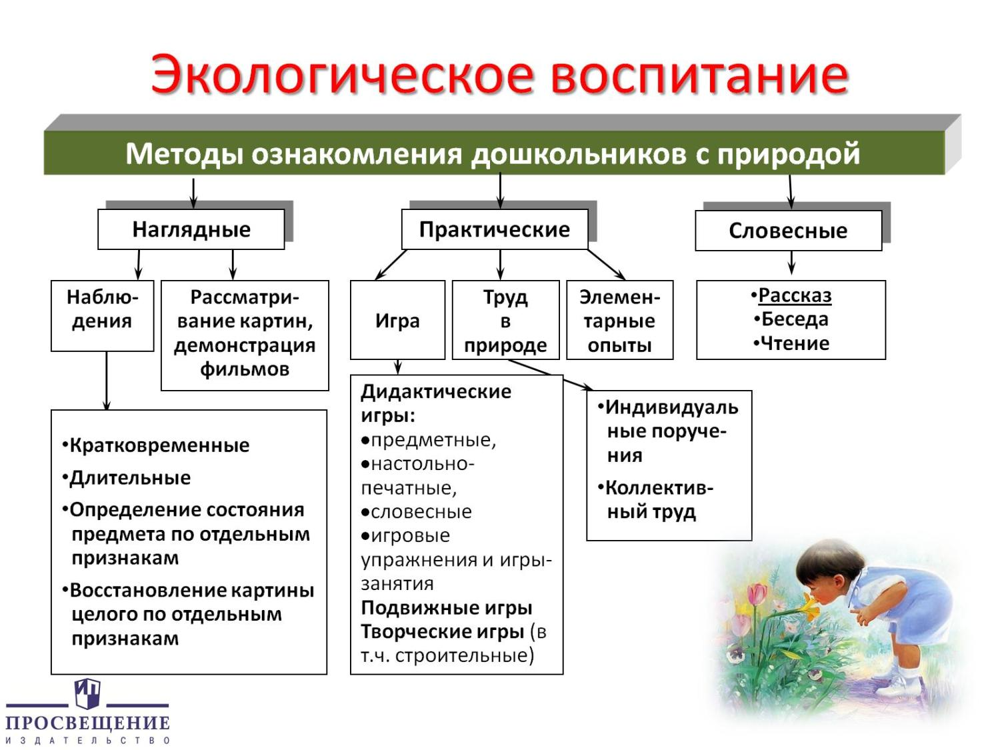 Экологическое воспитание
Методы ознакомления дошкольников с природой
Наглядные
Практические
Словесные
Наблю-
дения
Рассматри-
вание картин,
демонстрация
фильмов
Игра
Труд
в
природе
Элемен-
тарные
опыты
•Рассказ
•Беседа
•Чтение
•Кратковременные
•Длительные
•Определение состояния
предмета по отдельным
признакам
•Восстановление картины
целого по отдельным
признакам
Дидактические
игры:
•предметные,
•настольно-
печатные,
•словесные
•игровые
упражнения и игры-
занятия
Подвижные игры
Творческие игры (в
т.ч. строительные)
•Индивидуаль
ные поруче-
ния
•Коллектив-
ный труд
ИП
ПРОСВЕЩЕНИЕ
ИЗДАТЕЛЬСТВО